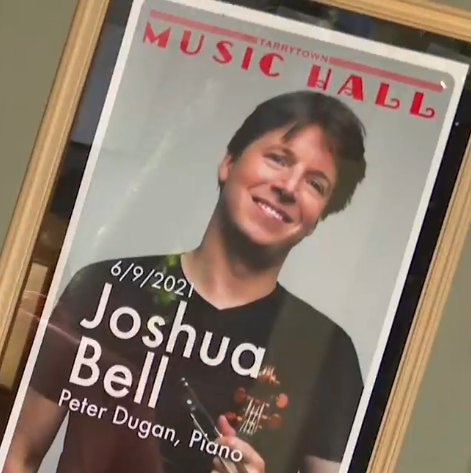 TARRYTOWN
MUSIC HALL
6/9/2021
Joshua
Bell
Peter Dugan, Piano